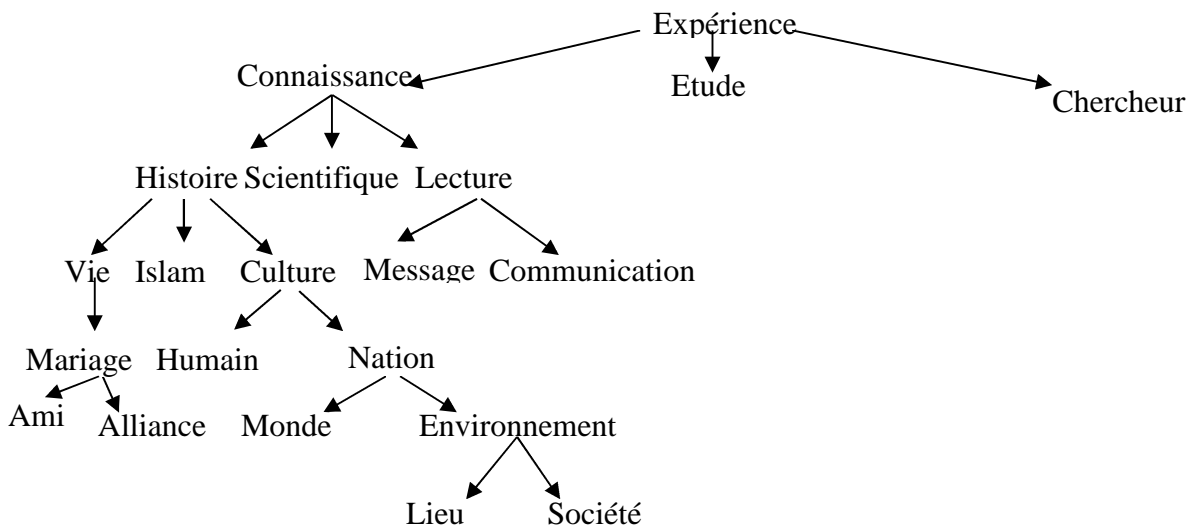 Expérience
Connaissance Etude Chercheur
Histoire Scientifique Lecture
Vie Islam Culture Message Communication
Mariage Humain Nation
Ami Alliance Monde Environnement
Lieu Société